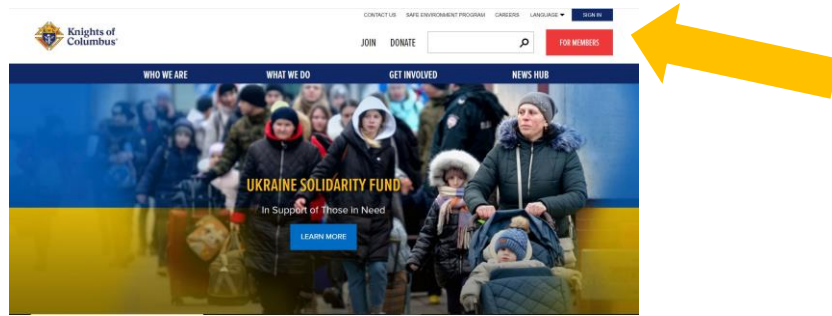 CONTACT US SAFE ENVIRONMENT PROGRAM CAREERS LANGUAGE SIGN IN
Knights of
Columbus
JOIN DONATE FOR MEMBERS
WHO WE ARE WHAT WE DO GET INVOLVED NEWS HUB
UKRAINE SOLIDARITY FUND
In Support of Those in Need
LEARN MORE